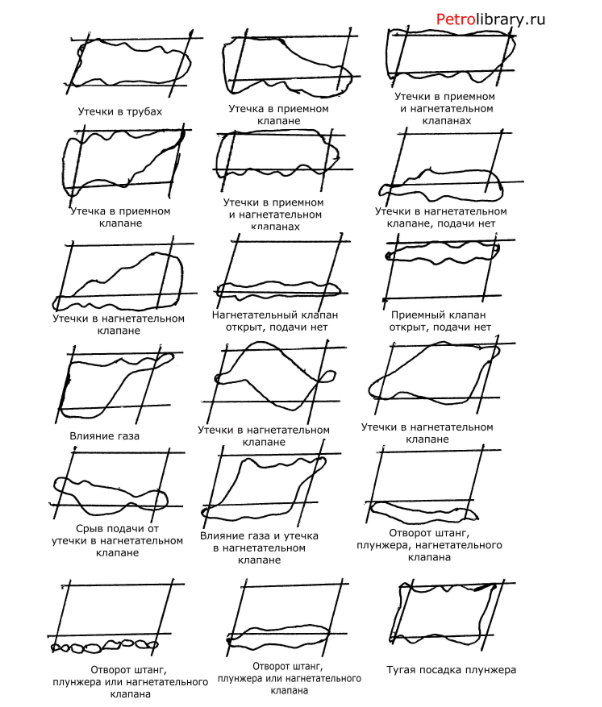 Petrolibrary.ru
Утечки в трубах
Утечка в приемном
клапане
Утечки в приемном
и нагнетательном
клапанах
Утечка в приемном
клапане
Утечки в приемном
и нагнетательном
клапанах
Утечки в нагнетательном
клапане, подачи нет
Утечки в нагнетательном
клапане
Нагнетательный клапан
открыт, подачи нет
Приемный клапан
открыт, подачи нет
Влияние газа
Утечки в нагнетательном
клапане
Утечки в нагнетательном
клапане
Срыв подачи от
утечки в нагнетательном
клапане
Влияние газа и утечка
в нагнетательном
клапане
Отворот штанг,
плунжера, нагнетательного
клапана
Отворот штанг,
плунжера или нагнетательного
клапана
Отворот штанг,
плунжера или нагнетательного
клапана
Тугая посадка плунжера